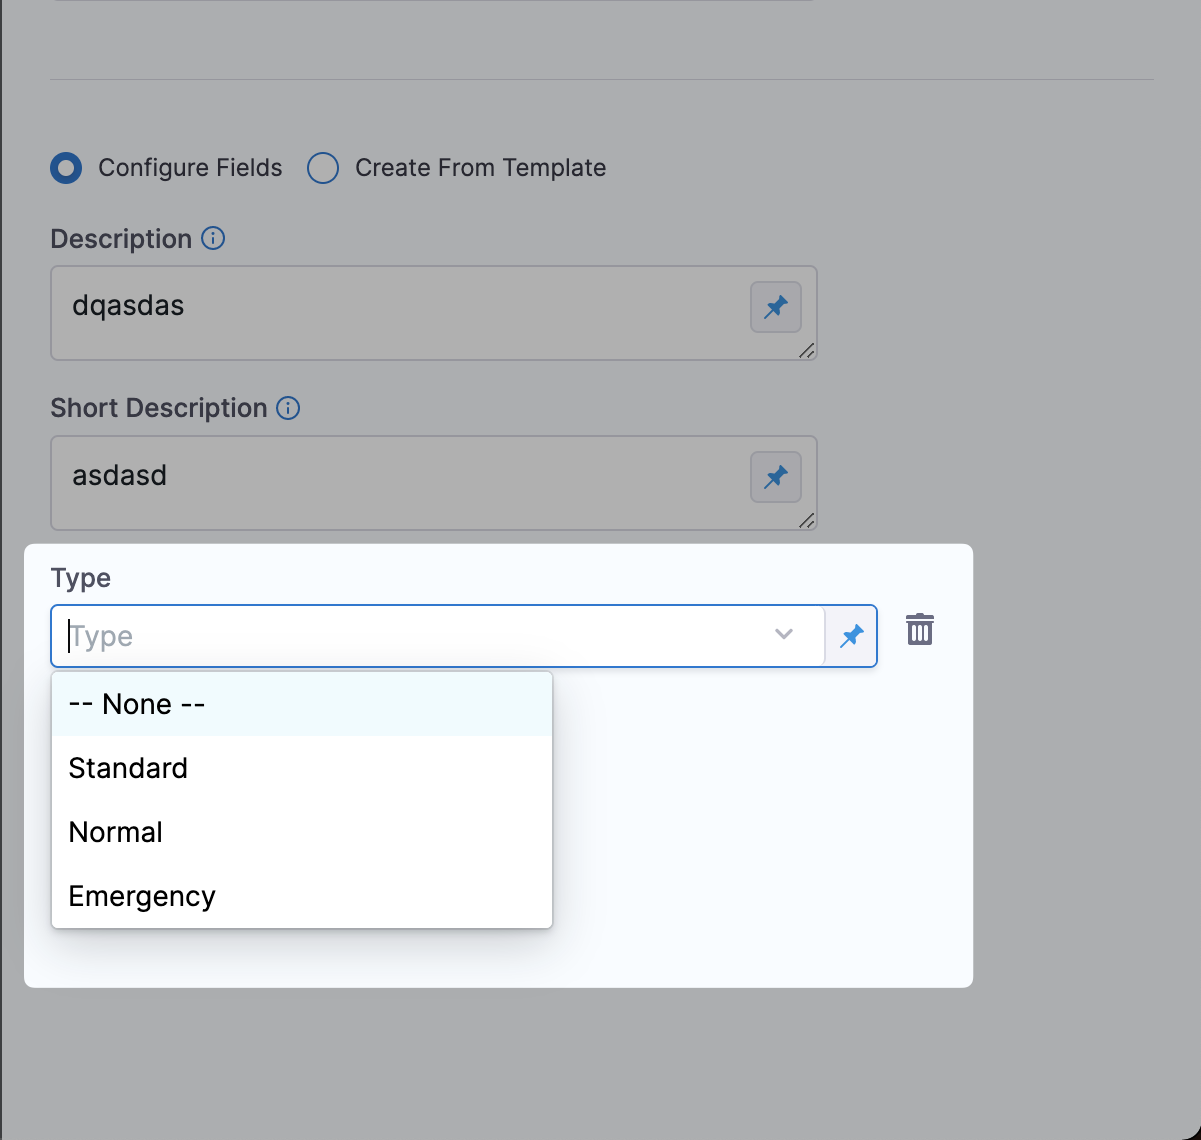 Configure Fields Create From Template
Description
dqasdas
Short Description
asdasd
Type
Type
-- None --
Standard
Normal
Emergency